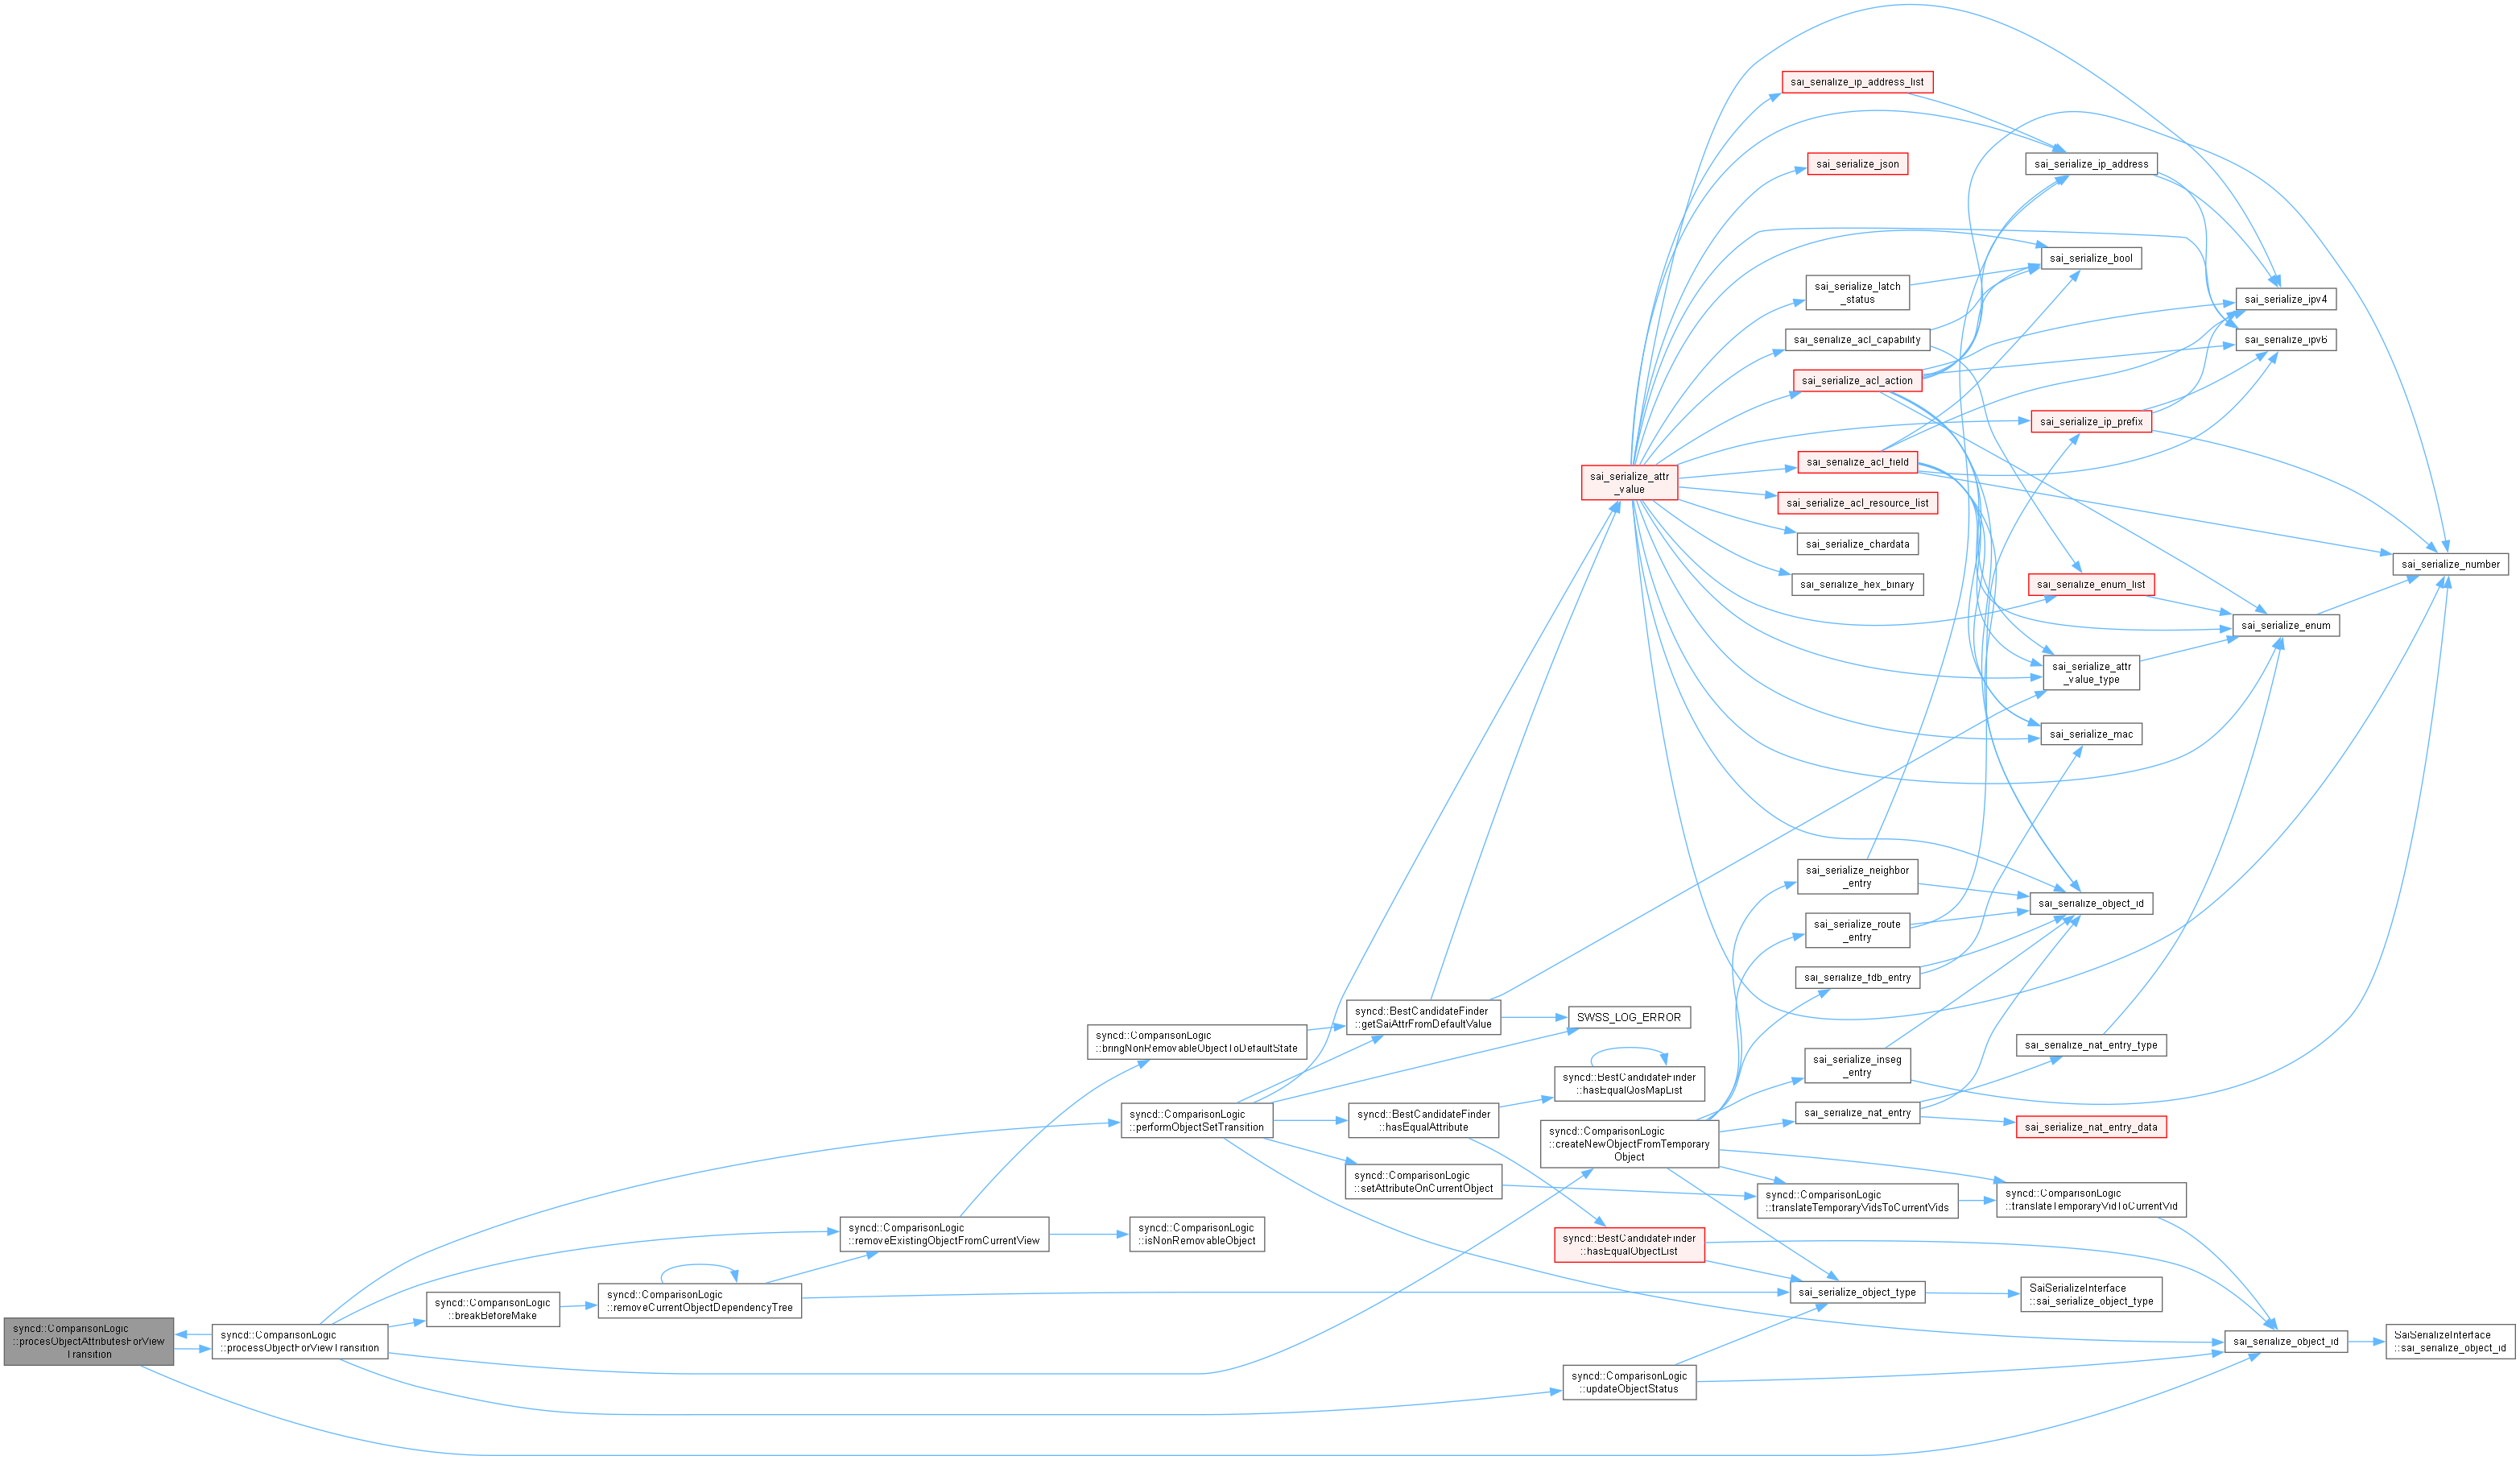 syncd::ComparisonLogic
::procesObjectAttributesForView
Transition
syncd::ComparisonLogic
::processObjectForViewTransition
syncd::ComparisonLogic
::breakBeforeMake
syncd::ComparisonLogic
::removeCurrentObjectDependencyTree
syncd::ComparisonLogic
::removeExistingObjectFromCurrentView
syncd::ComparisonLogic
::isNonRemovableObject
syncd::ComparisonLogic
::bringNonRemovableObjectToDefaultState
syncd::ComparisonLogic
::performObjectSetTransition
syncd::BestCandidateFinder
::getSaiAttrFromDefaultValue
SWSS_LOG_ERROR
syncd::BestCandidateFinder
::hasEqualQosMapList
syncd::BestCandidateFinder
::hasEqualAttribute
syncd::ComparisonLogic
::createNewObjectFromTemporary
Object
syncd::ComparisonLogic
::setAttributeOnCurrentObject
syncd::BestCandidateFinder
::hasEqualObjectList
syncd::ComparisonLogic
::updateObjectStatus
sai_serialize_attr
_value
sai_serialize_ip_address_list
sai_serialize_json
sai_serialize_latch
_status
sai_serialize_acl_capability
sai_serialize_acl_action
sai_serialize_acl_field
sai_serialize_acl_resource_list
sai_serialize_chardata
sai_serialize_hex_binary
sai_serialize_neighbor
_entry
sai_serialize_route
_entry
sai_serialize_fdb_entry
sai_serialize_inseg
_entry
sai_serialize_nat_entry
syncd::ComparisonLogic
::translateTemporaryVidsToCurrentVids
sai_serialize_object_type
sai_serialize_ip_address
sai_serialize_bool
sai_serialize_ip_prefix
sai_serialize_enum_list
sai_serialize_attr
_value_type
sai_serialize_mac
sai_serialize_object_id
sai_serialize_nat_entry_type
sai_serialize_nat_entry_data
syncd::ComparisonLogic
::translateTemporaryVidToCurrentVid
SaiSerializeInterface
::sai_serialize_object_type
sai_serialize_ipv4
sai_serialize_ipv6
sai_serialize_enum
sai_serialize_object_id
sai_serialize_number
SaiSerializeInterface
::sai_serialize_object_id